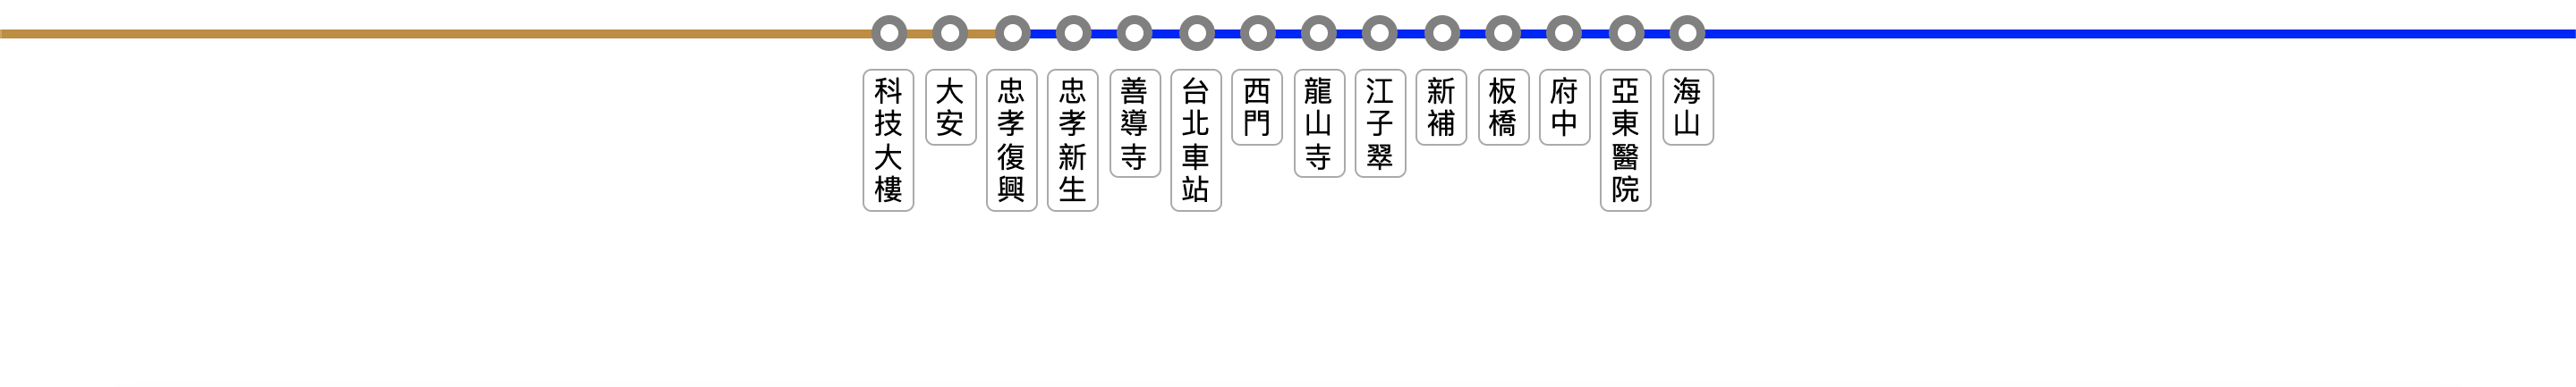 科技大樓
大安
忠孝復興
忠孝新生
善導寺
台北車站
西門
龍山寺
江子翠
新補
板橋
府中
亞東醫院
海山